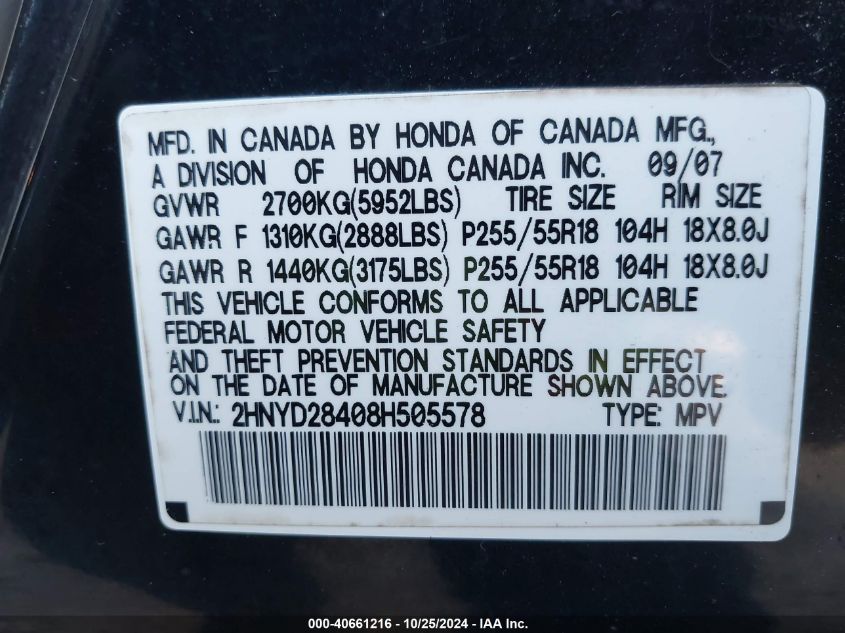 MFD. IN CANADA BY HONDA OF CANADA MFG.,
A DIVISION OF HONDA CANADA INC. 09/07
GVWR 2700KG(5952LBS) TIRE SIZE RIM SIZE
GAWR F 1310KG(2888LBS) P255/55R18 104H 18X8.0J
GAWR R 1440KG(3175LBS) P255/55R18 104H 18X8.0J
THIS VEHICLE CONFORMS TO ALL APPLICABLE
FEDERAL MOTOR VEHICLE SAFETY
AND THEFT PREVENTION STANDARDS IN EFFECT
ON THE DATE OF MANUFACTURE SHOWN ABOVE.
V.I.N.: 2HNYD28408H505578 TYPE: MPV
000-40661216 - 10/25/2024 - IAA Inc.